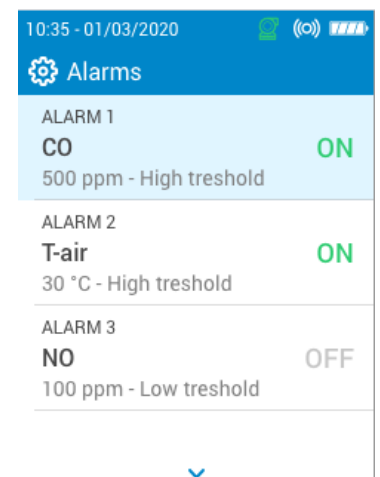 10:35 - 01/03/2020
Alarms
ALARM 1
CO
ON
500 ppm - High treshold
ALARM 2
T-air
ON
30 °C - High treshold
ALARM 3
NO
OFF
100 ppm - Low treshold